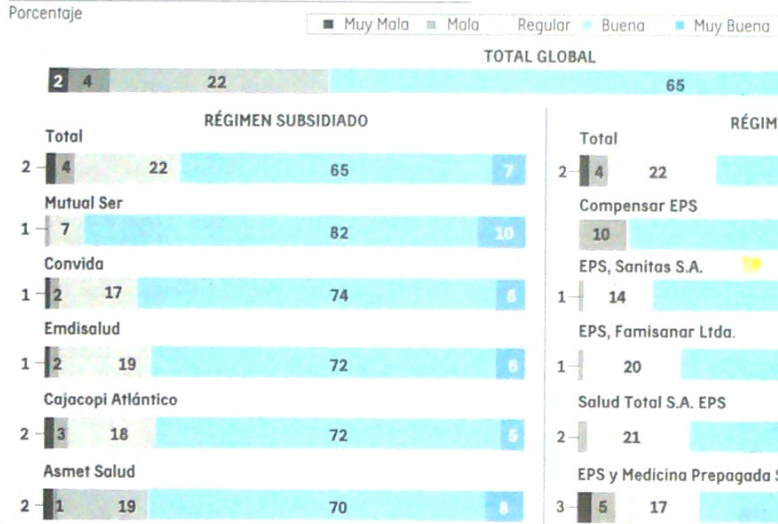 Porcentaje
Muy Mala Mala Regular Buena Muy Buena
TOTAL GLOBAL
2 4 22 65
RÉGIMEN SUBSIDIADO
Total
2 4 22 65 7
Mutual Ser
1 7 82 10
Convida
1 2 17 74 6
Emdisalud
1 2 19 72 6
Cajacopi Atlántico
2 3 18 72 5
Asmet Salud
2 1 19 70 8
RÉGIM
Total
2 4 22
Compensar EPS
10
EPS, Sanitas S.A.
1 14
EPS, Famisanar Ltda.
1 20
Salud Total S.A. EPS
2 21
EPS y Medicina Prepagada S
3 5 17